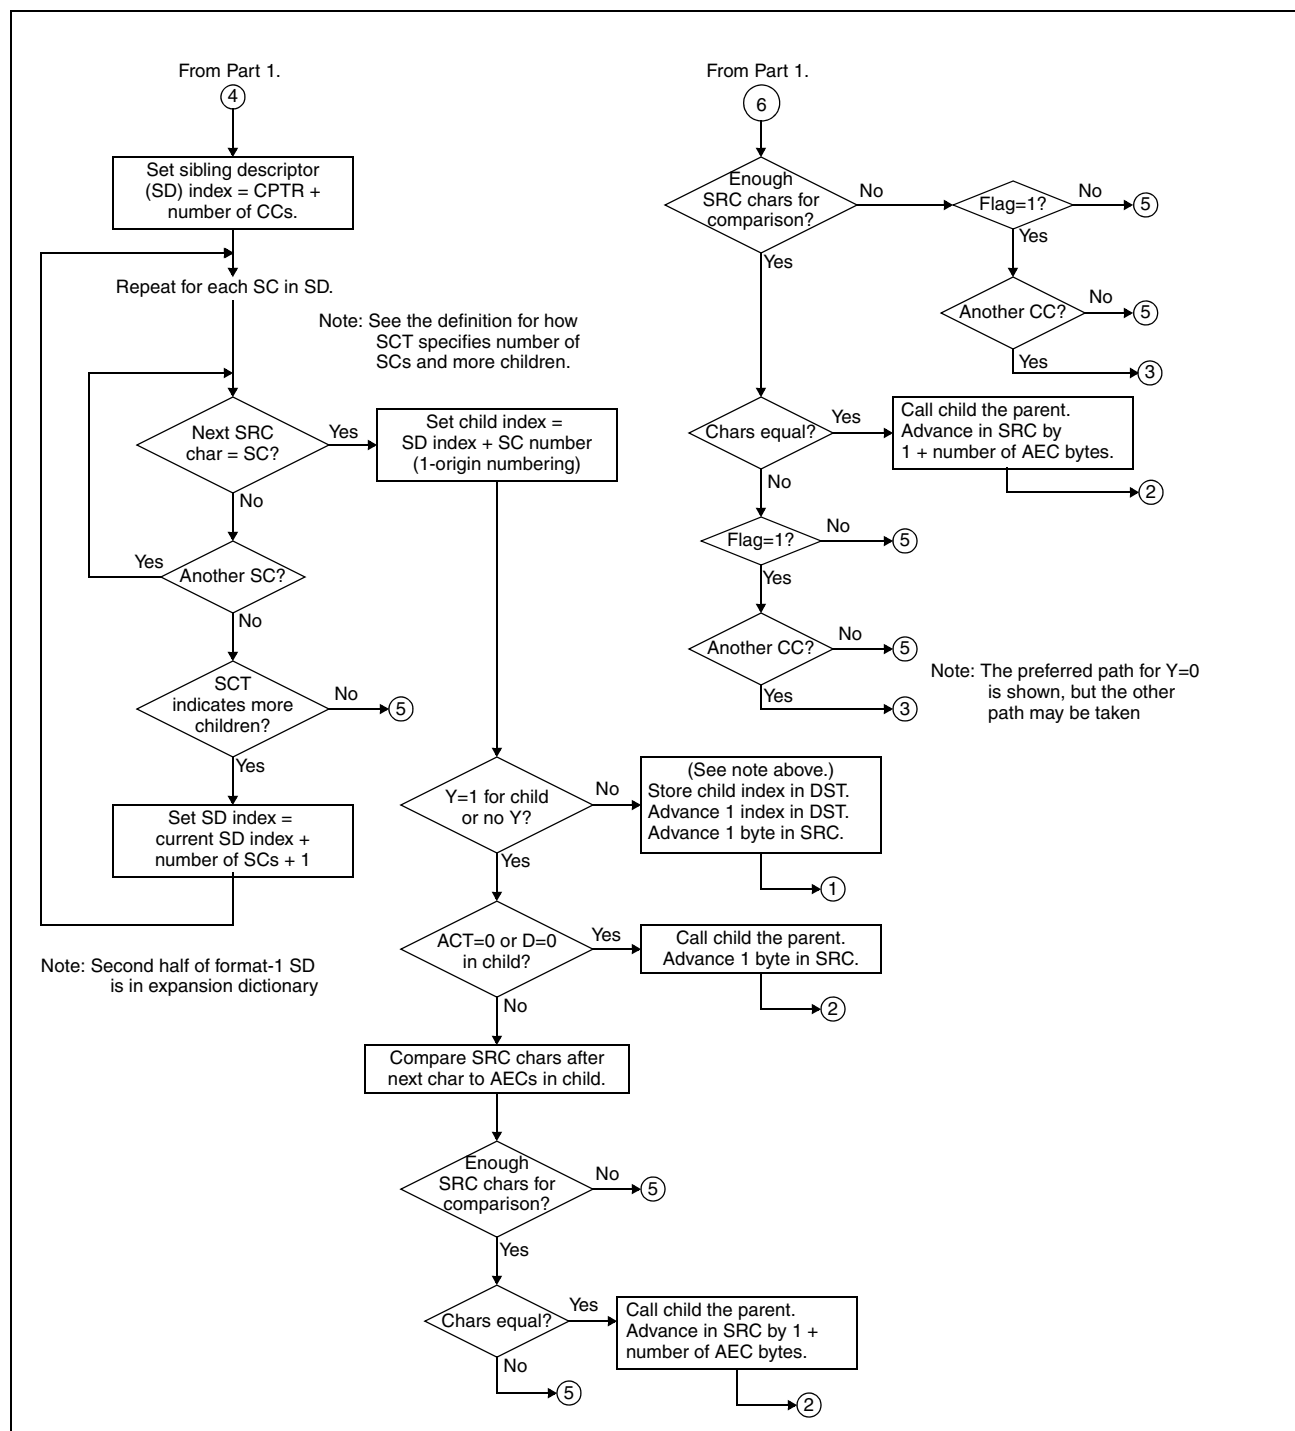 From Part 1.
4
Set sibling descriptor
(SD) index = CPTR +
number of CCs.
Repeat for each SC in SD.
Note: See the definition for how
SCT specifies number of
SCs and more children.
Next SRC
char = SC?
Yes
Set child index =
SD index + SC number
(1-origin numbering)
No
Another SC?
Yes
No
SCT
indicates more
children?
No
5
Yes
Set SD index =
current SD index +
number of SCs + 1
Note: Second half of format-1 SD
is in expansion dictionary
Y=1 for child
or no Y?
No
(See note above.)
Store child index in DST.
Advance 1 index in DST.
Advance 1 byte in SRC.
1
Yes
ACT=0 or D=0
in child?
Yes
Call child the parent.
Advance 1 byte in SRC.
2
No
Compare SRC chars after
next char to AECs in child.
Enough
SRC chars for
comparison?
No
5
Yes
Chars equal?
Yes
Call child the parent.
Advance in SRC by 1 +
number of AEC bytes.
2
No
5
From Part 1.
6
Enough
SRC chars for
comparison?
No
Flag=1?
No
5
Yes
Another CC?
No
5
Yes
3
Yes
Chars equal?
Yes
Call child the parent.
Advance in SRC by
1 + number of AEC bytes.
2
No
Flag=1?
No
5
Yes
Another CC?
No
5
Yes
3
Note: The preferred path for Y=0
is shown, but the other
path may be taken